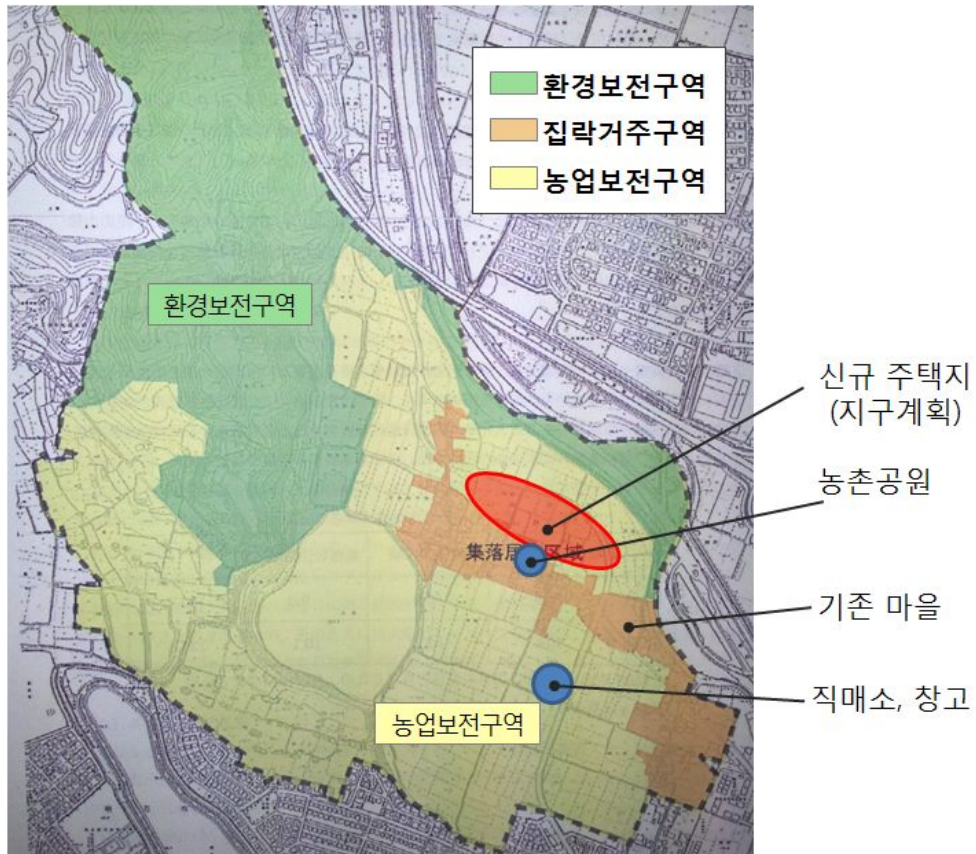 환경보전구역
집락거주구역
농업보전구역
환경보전구역
신규 주택지
(지구계획)
농촌공원
集落居 区域
기존 마을
직매소, 창고
농업보전구역